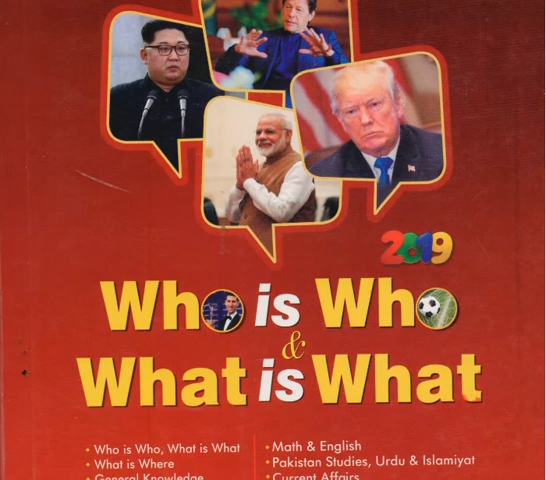 2019
Who is Who
&
What is What
• Who is Who, What is What
• What is Where
• General Knowledge
• Math & English
• Pakistan Studies, Urdu & Islamiyat
• Current Affairs